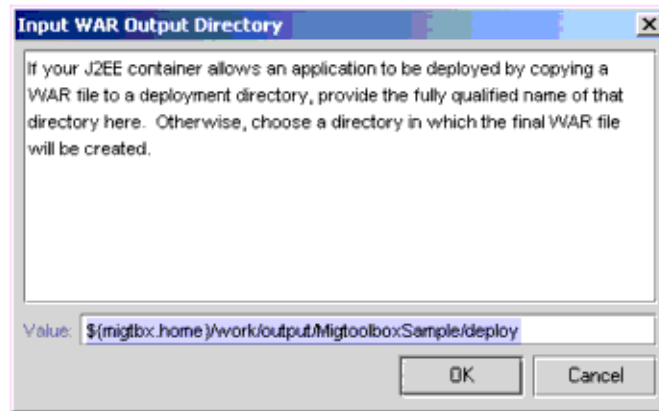 Input WAR Output Directory
If your J2EE container allows an application to be deployed by copying a
WAR file to a deployment directory, provide the fully qualified name of that
directory here.  Otherwise, choose a directory in which the final WAR file
will be created.
Value: ${migtbx.home}/work/output/MigtoolboxSample/deploy
OK Cancel